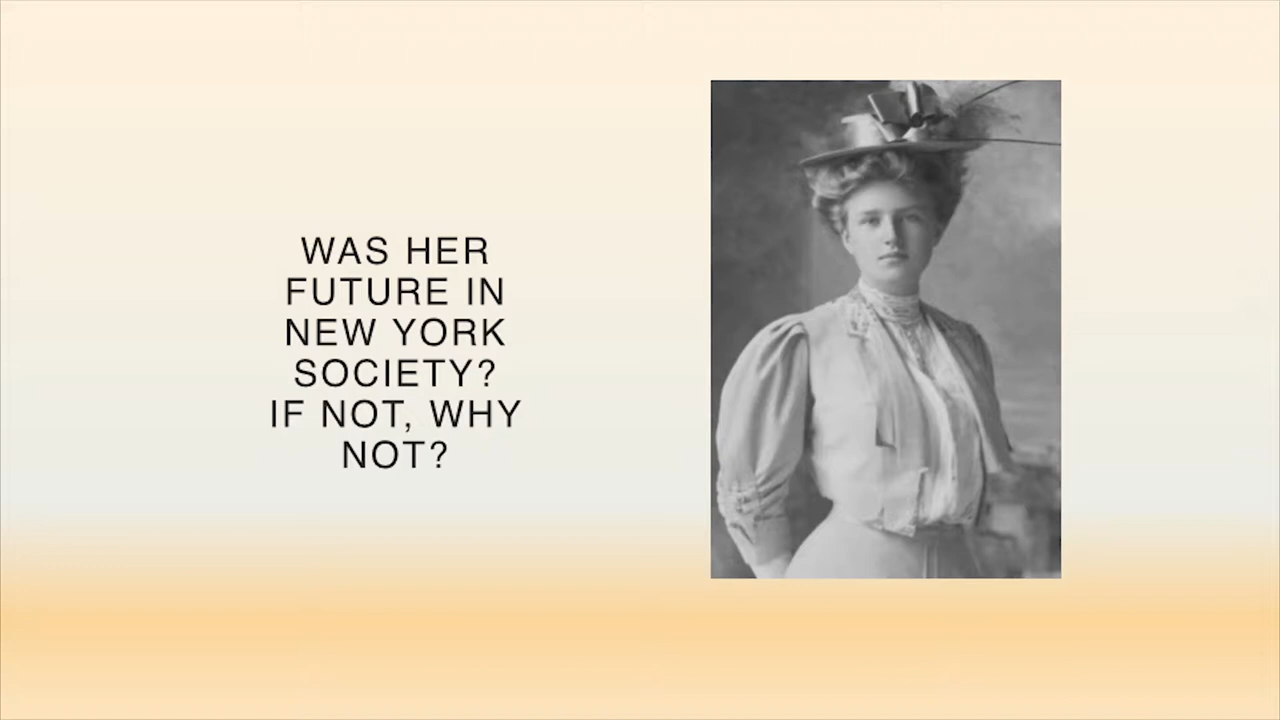 WAS HER
FUTURE IN
NEW YORK
SOCIETY?
IF NOT, WHY
NOT?